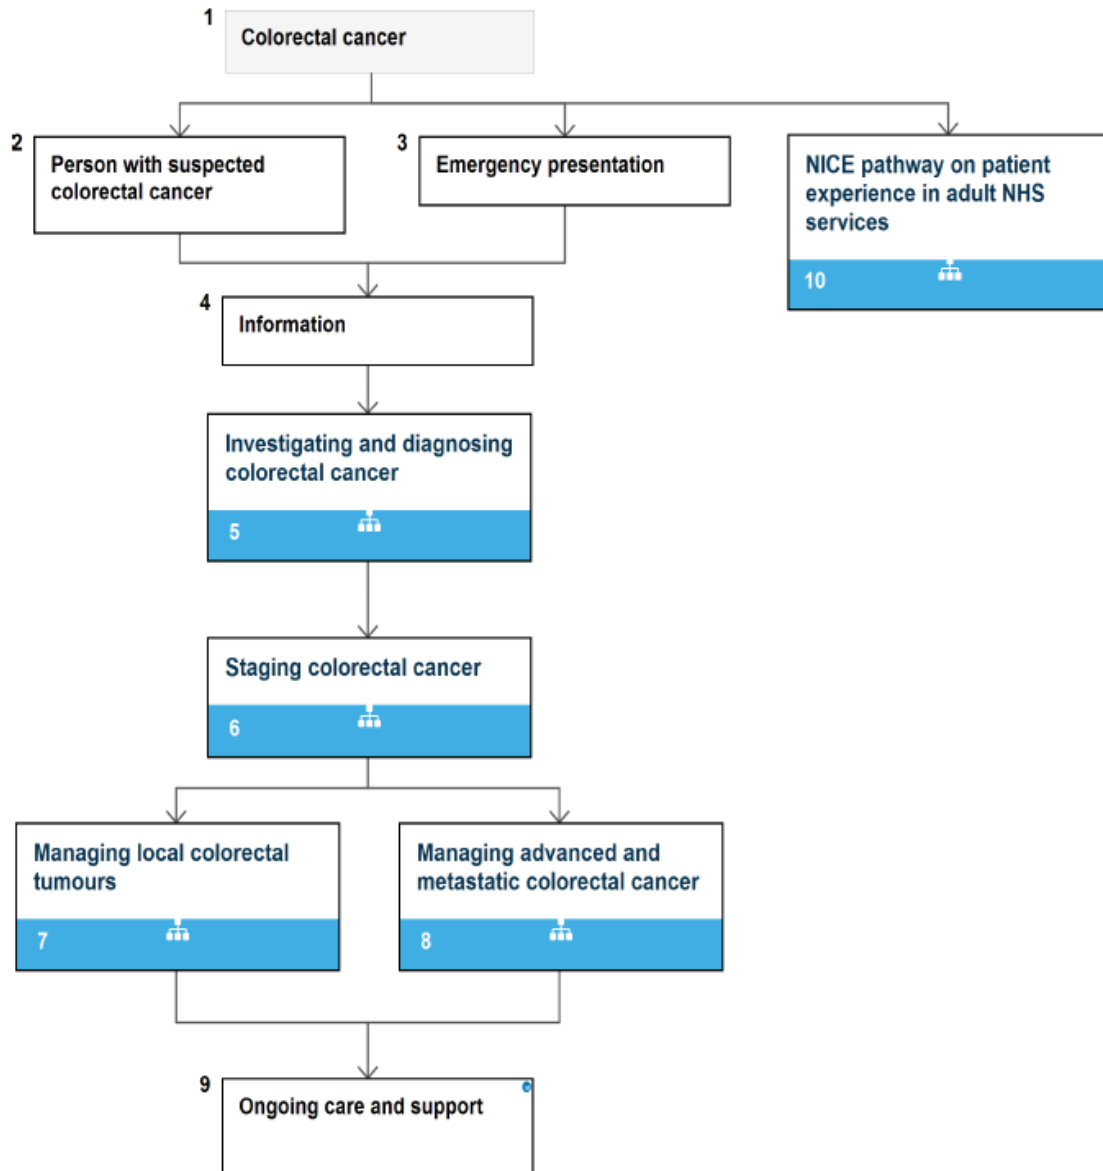 1
Colorectal cancer
2
Person with suspected
colorectal cancer
3
Emergency presentation
NICE pathway on patient
experience in adult NHS
services
10
4
Information
Investigating and diagnosing
colorectal cancer
5
Staging colorectal cancer
6
Managing local colorectal
tumours
7
Managing advanced and
metastatic colorectal cancer
8
9
Ongoing care and support